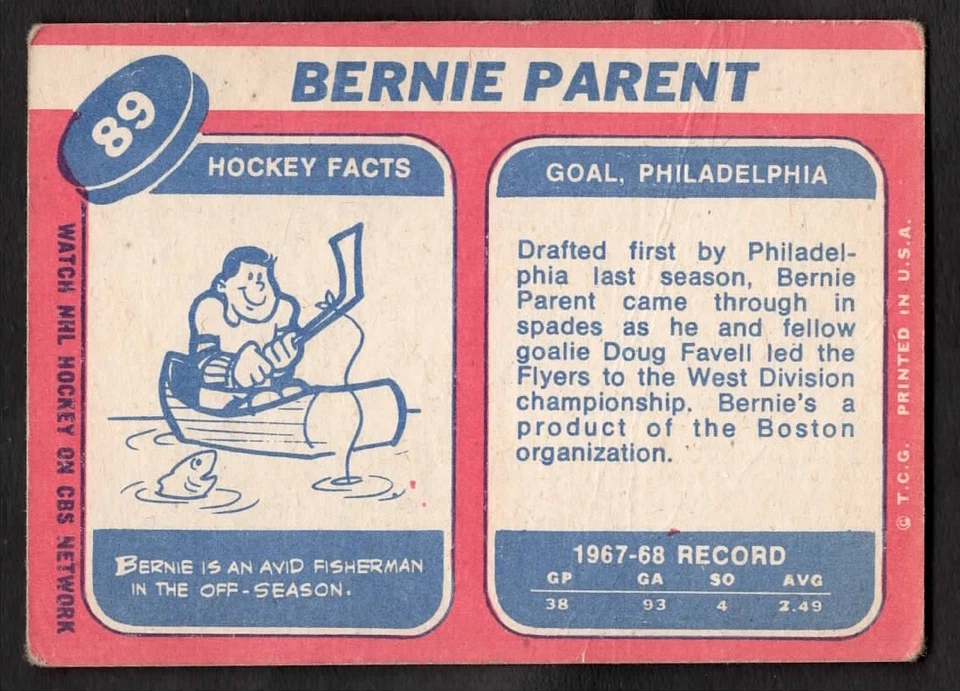 BERNIE PARENT
89
HOCKEY FACTS
BERNIE IS AN AVID FISHERMAN
IN THE OFF-SEASON.
GOAL, PHILADELPHIA
Drafted first by Philadel-
phia last season, Bernie
Parent came through in
spades as he and fellow
goalie Doug Favell led the
Flyers to the West Division
championship. Bernie's a
product of the Boston
organization.
1967-68 RECORD
GP GA SO AVG
38 93 4 2.49
WATCH NHL HOCKEY ON CBS NETWORK
© T.C.G. PRINTED IN U.S.A.